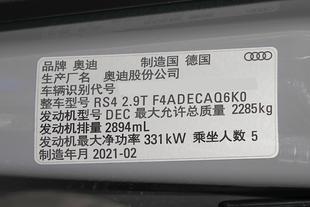 品牌 奥迪 制造国 德国
生产厂名 奥迪股份公司
车辆识别代号
整车型号 RS4 2.9T F4ADECAQ6K0
发动机型号 DEC 最大允许总质量 2285kg
发动机排量 2894mL
发动机最大净功率 331kW 乘坐人数 5
制造年月 2021-02